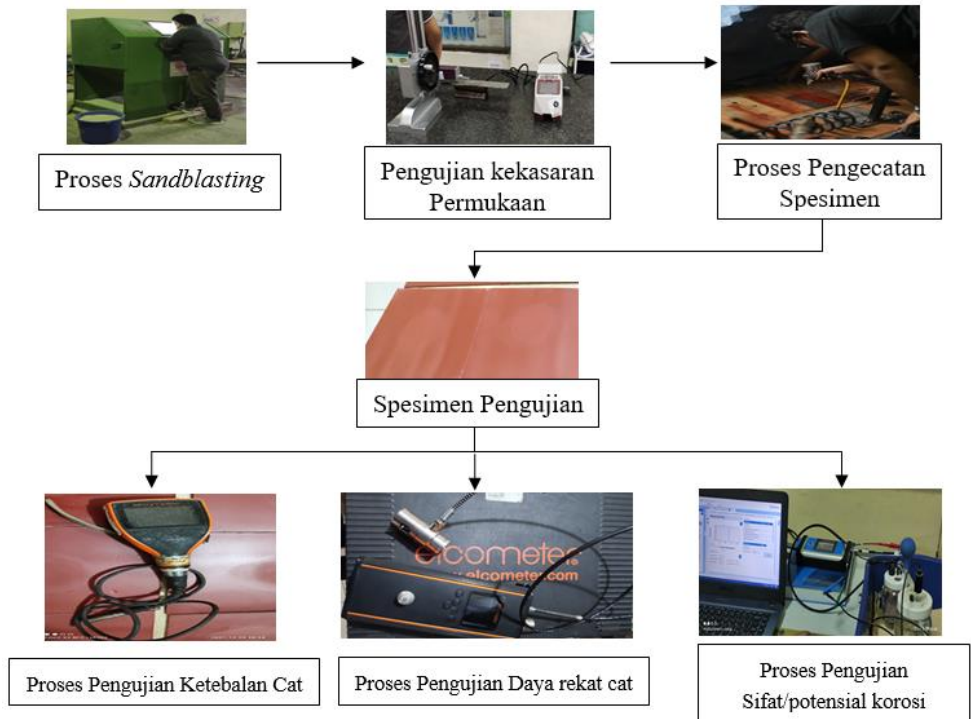 Proses Sandblasting
Pengujian kekasaran
Permukaan
Proses Pengecatan
Spesimen
Spesimen Pengujian
elcometer
elcometer.com
Proses Pengujian Ketebalan Cat
Proses Pengujian Daya rekat cat
Proses Pengujian
Sifat/potensial korosi